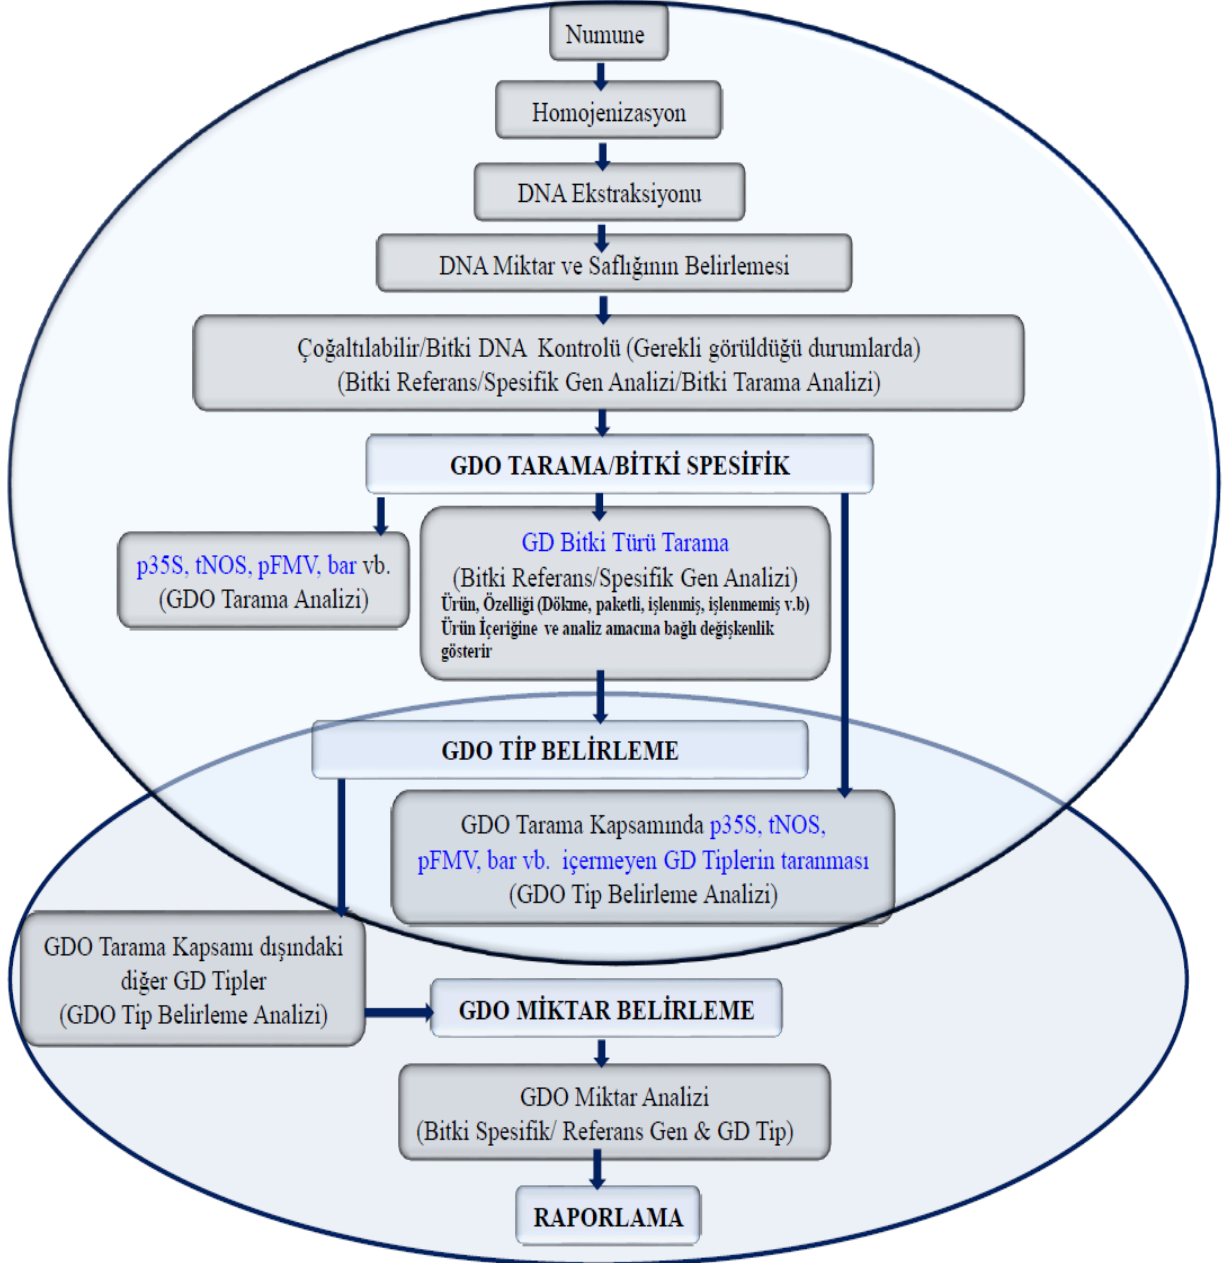 Numune
Homojenizasyon
DNA Ekstraksiyonu
DNA Miktar ve Saflığının Belirlemesi
Çoğaltılabilir/Bitki DNA Kontrolü (Gerekli görüldüğü durumlarda)
(Bitki Referans/Spesifik Gen Analizi/Bitki Tarama Analizi)
GDO TARAMA/BİTKİ SPESİFİK
p35S, tNOS, pFMV, bar vb.
(GDO Tarama Analizi)
GD Bitki Türü Tarama
(Bitki Referans/Spesifik Gen Analizi)
Ürün, Özelliği (Dökme, paketli, işlenmiş, işlenmemiş v.b)
Ürün İçeriğine ve analiz amacına bağlı değişkenlik
gösterir
GDO TİP BELİRLEME
GDO Tarama Kapsamında p35S, tNOS,
pFMV, bar vb. içermeyen GD Tiplerin taranması
(GDO Tip Belirleme Analizi)
GDO Tarama Kapsamı dışındaki
diğer GD Tipler
(GDO Tip Belirleme Analizi)
GDO MİKTAR BELİRLEME
GDO Miktar Analizi
(Bitki Spesifik/ Referans Gen & GD Tip)
RAPORLAMA